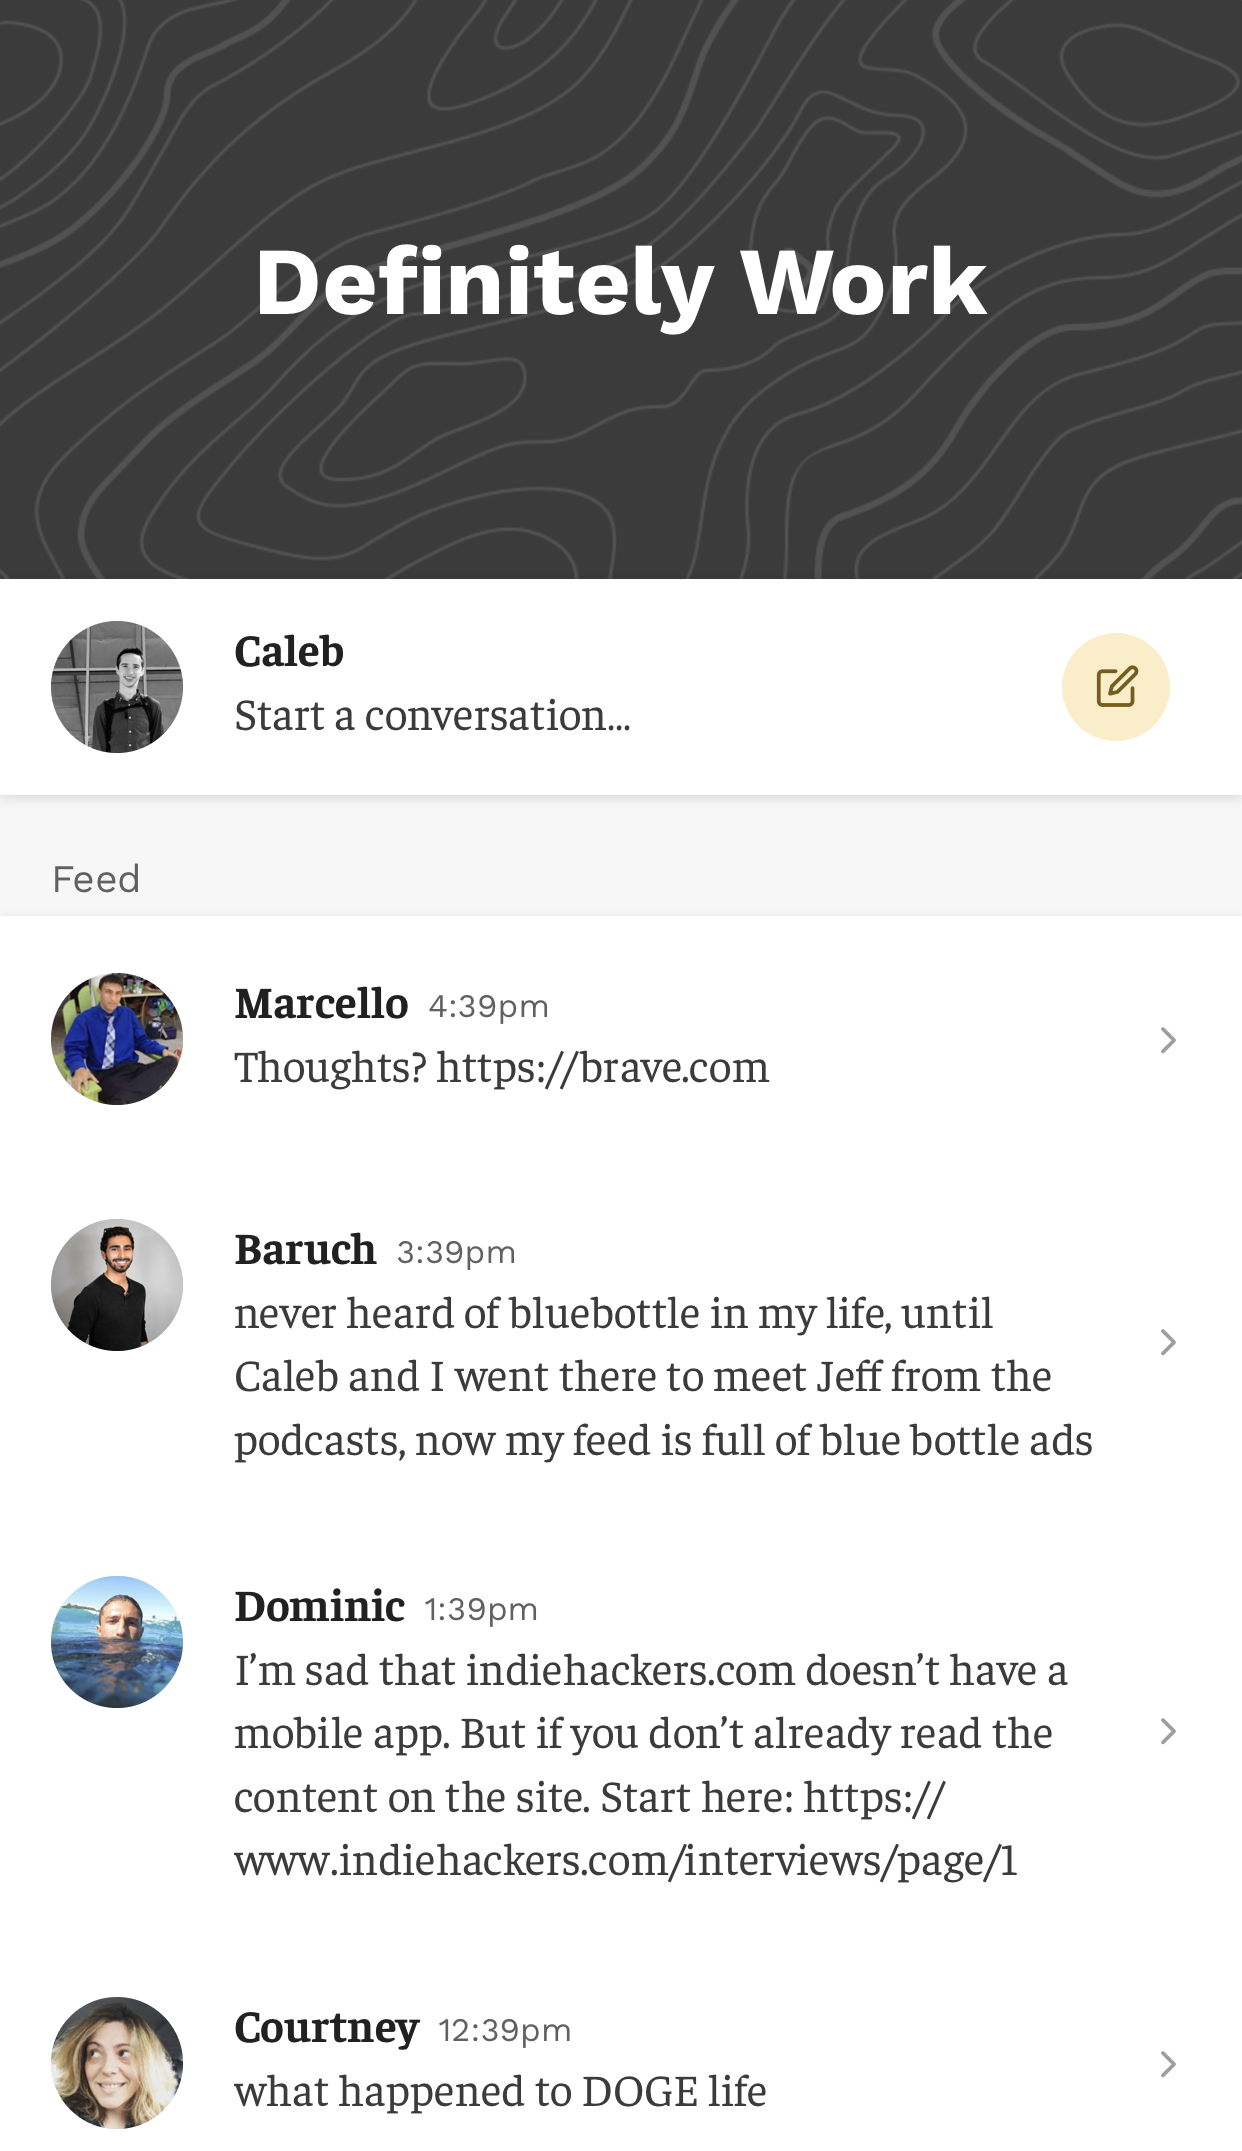 Definitely Work
Caleb
Start a conversation...
Feed
Marcello 4:39pm
Thoughts? https://brave.com
Baruch 3:39pm
never heard of bluebottle in my life, until
Caleb and I went there to meet Jeff from the
podcasts, now my feed is full of blue bottle ads
Dominic 1:39pm
I’m sad that indiehackers.com doesn’t have a
mobile app. But if you don’t already read the
content on the site. Start here: https://
www.indiehackers.com/interviews/page/1
Courtney 12:39pm
what happened to DOGE life